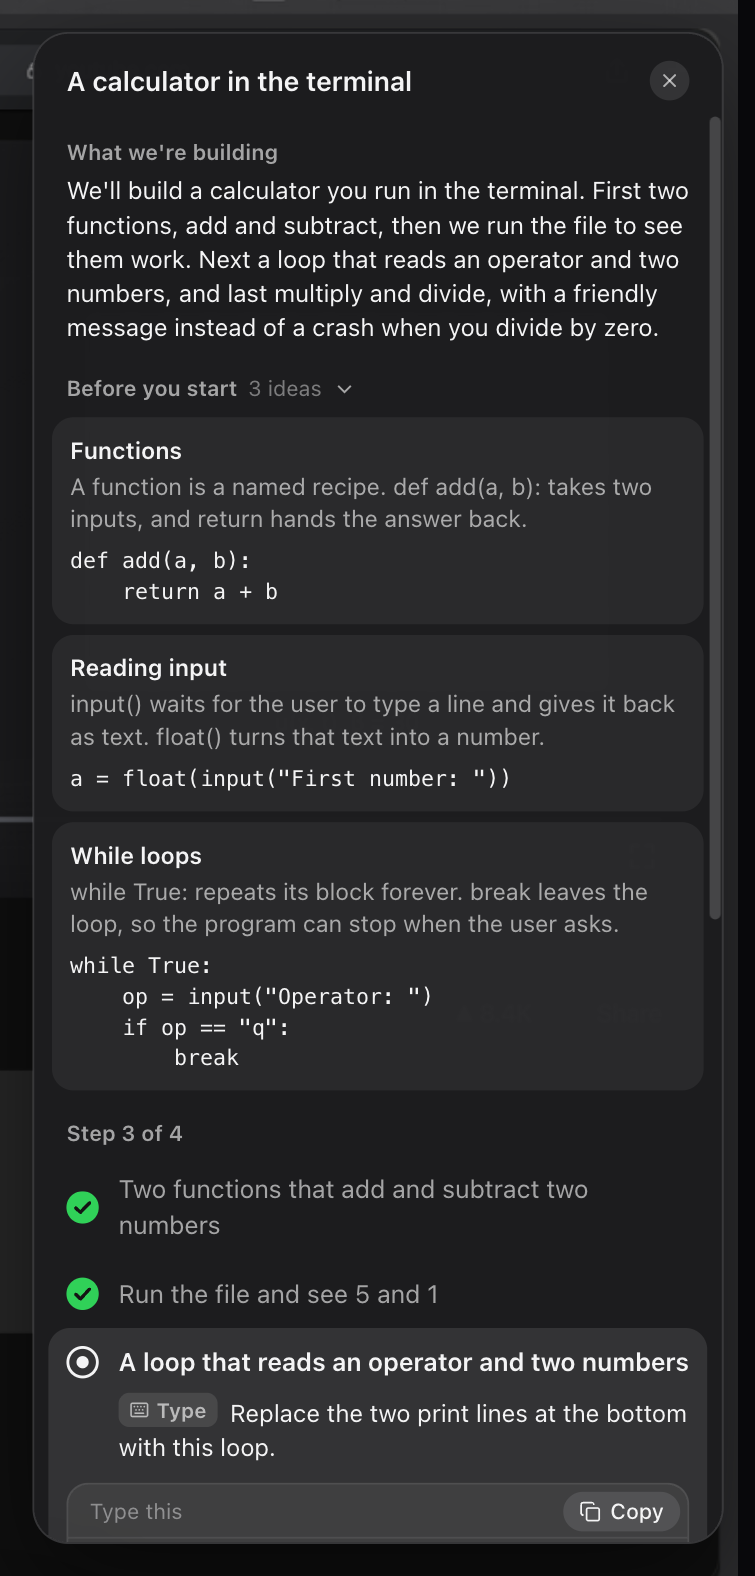 A calculator in the terminal
What we're building
We'll build a calculator you run in the terminal. First two
functions, add and subtract, then we run the file to see
them work. Next a loop that reads an operator and two
numbers, and last multiply and divide, with a friendly
message instead of a crash when you divide by zero.
Before you start 3 ideas
Functions
A function is a named recipe. def add(a, b): takes two
inputs, and return hands the answer back.
def add(a, b):
    return a + b
Reading input
input() waits for the user to type a line and gives it back
as text. float() turns that text into a number.
a = float(input("First number: "))
While loops
while True: repeats its block forever. break leaves the
loop, so the program can stop when the user asks.
while True:
    op = input("Operator: ")
    if op == "q":
        break
Step 3 of 4
Two functions that add and subtract two
numbers
Run the file and see 5 and 1
A loop that reads an operator and two numbers
Type Replace the two print lines at the bottom
with this loop.
Type this Copy